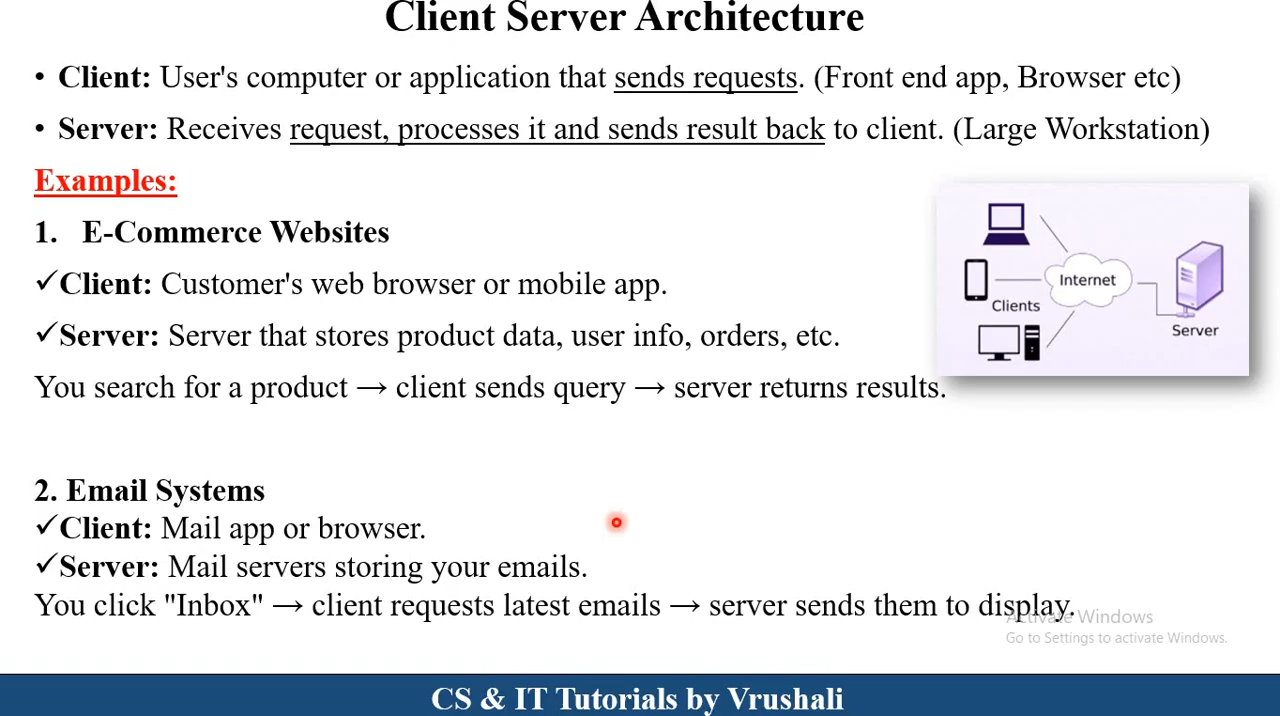 Client Server Architecture
• Client: User's computer or application that sends requests. (Front end app, Browser etc)
• Server: Receives request, processes it and sends result back to client. (Large Workstation)
Examples:
1. E-Commerce Websites
✓Client: Customer's web browser or mobile app.
✓Server: Server that stores product data, user info, orders, etc.
You search for a product → client sends query → server returns results.
Internet
Clients
Server
2. Email Systems
✓Client: Mail app or browser.
✓Server: Mail servers storing your emails.
You click "Inbox" → client requests latest emails → server sends them to display.
Activate Windows
Go to Settings to activate Windows.
CS & IT Tutorials by Vrushali